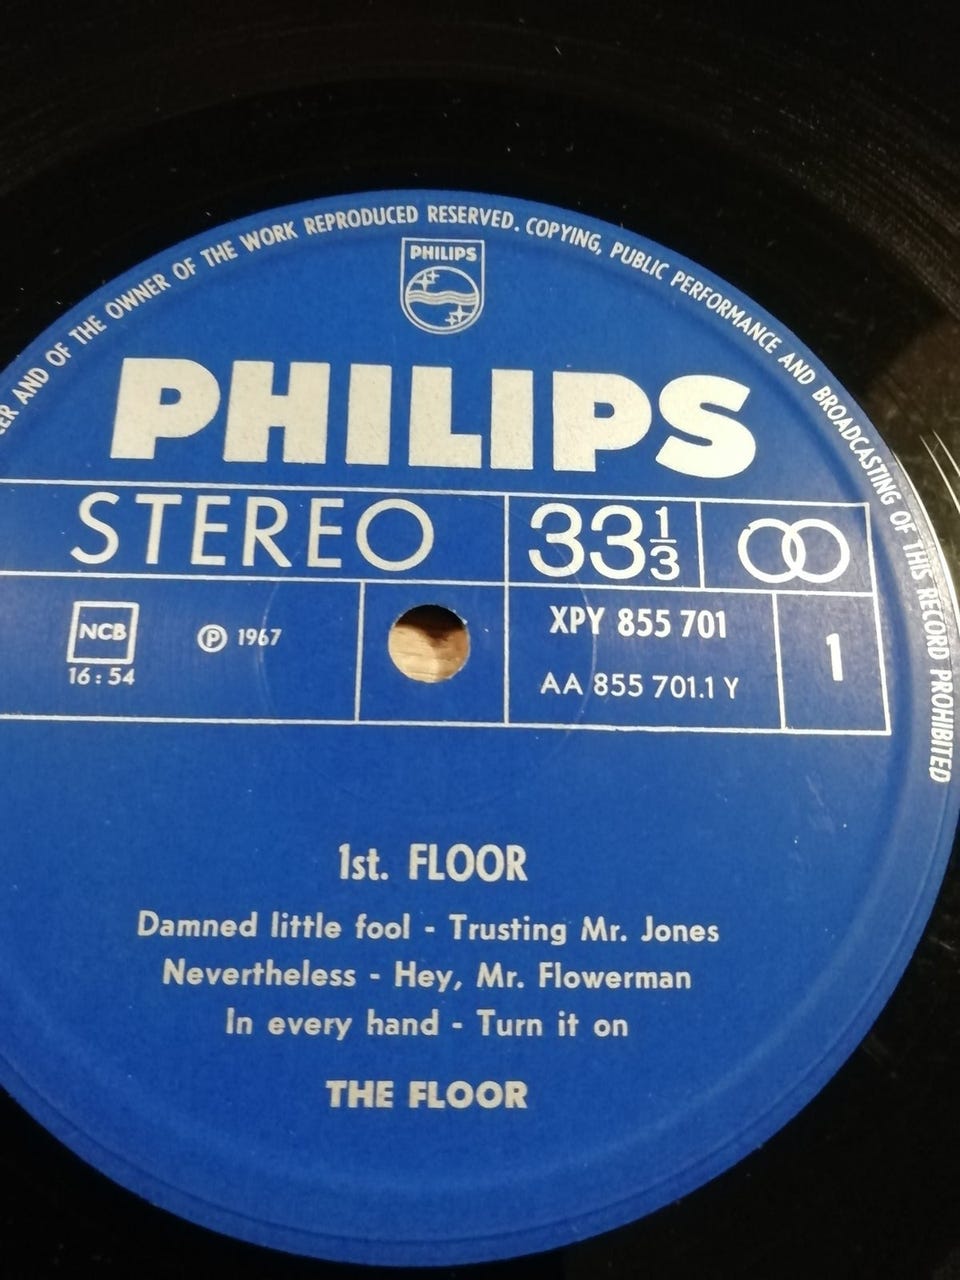 AND OF THE OWNER OF THE WORK REPRODUCED RESERVED. COPYING, PUBLIC PERFORMANCE AND BROADCASTING OF THIS RECORD PROHIBITED
PHILIPS
PHILIPS
STEREO 33 1/3
NCB Ⓟ 1967 XPY 855 701 1
16:54 AA 855 701.1 Y
1st. FLOOR
Damned little fool - Trusting Mr. Jones
Nevertheless - Hey, Mr. Flowerman
In every hand - Turn it on
THE FLOOR